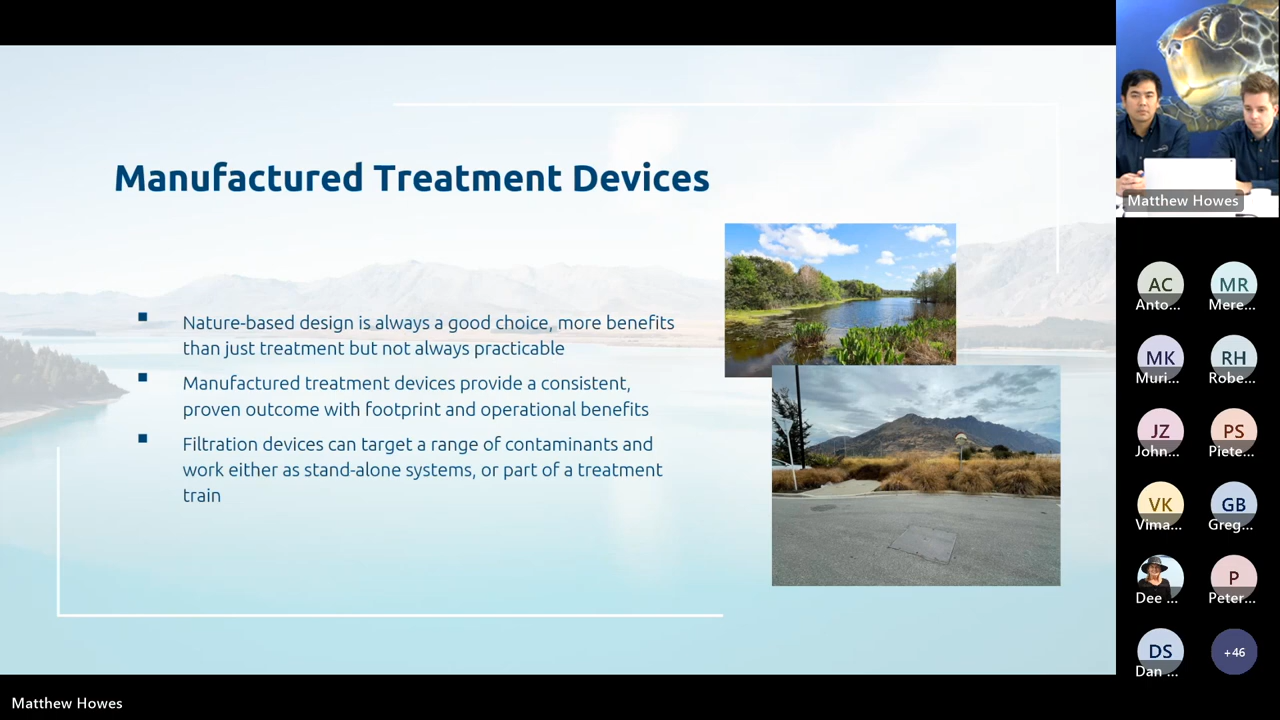 Manufactured Treatment Devices
Nature-based design is always a good choice, more benefits
than just treatment but not always practicable
Manufactured treatment devices provide a consistent,
proven outcome with footprint and operational benefits
Filtration devices can target a range of contaminants and
work either as stand-alone systems, or part of a treatment
train
Matthew Howes
AC
Anto...
MR
Mere...
MK
Muri...
RH
Robe...
JZ
John...
PS
Piete...
VK
Vima...
GB
Greg...
Dee ...
P
Peter...
DS
Dan ...
+46
Matthew Howes